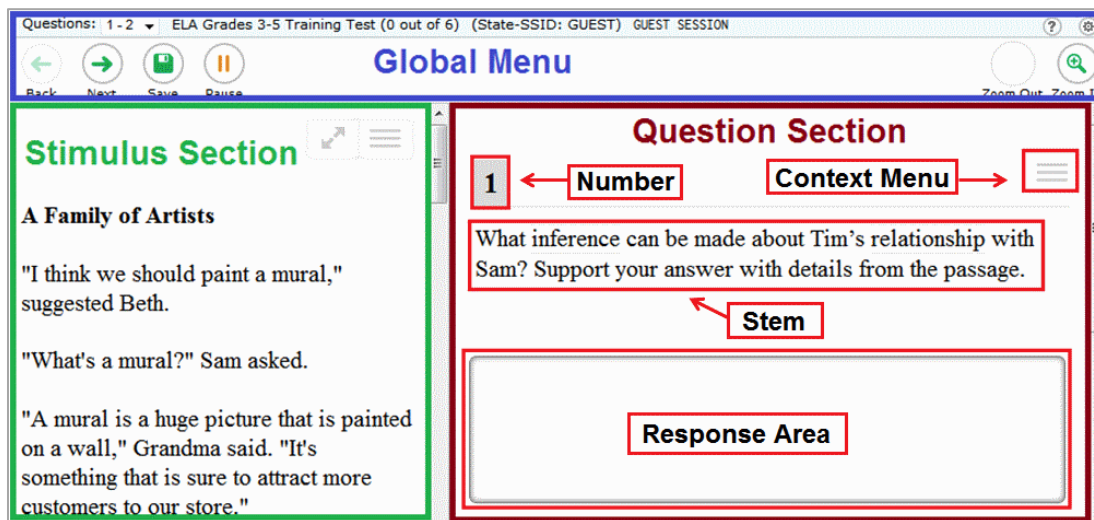 Questions: 1 - 2 ELA Grades 3-5 Training Test (0 out of 6) (State-SSID: GUEST) GUEST SESSION
Global Menu
Back Next Save Pause Zoom Out
Stimulus Section
A Family of Artists
"I think we should paint a mural,"
suggested Beth.
"What's a mural?" Sam asked.
"A mural is a huge picture that is painted
on a wall," Grandma said. "It's
something that is sure to attract more
customers to our store."
Question Section
1 Number Context Menu
What inference can be made about Tim’s relationship with
Sam? Support your answer with details from the passage.
Stem
Response Area